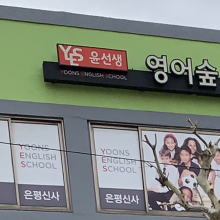 YES 윤선생
YOONS ENGLISH SCHOOL
영어숲
YOONS
ENGLISH
SCHOOL
은평신사
YOONS
ENGLISH
SCHOOL
은평신사